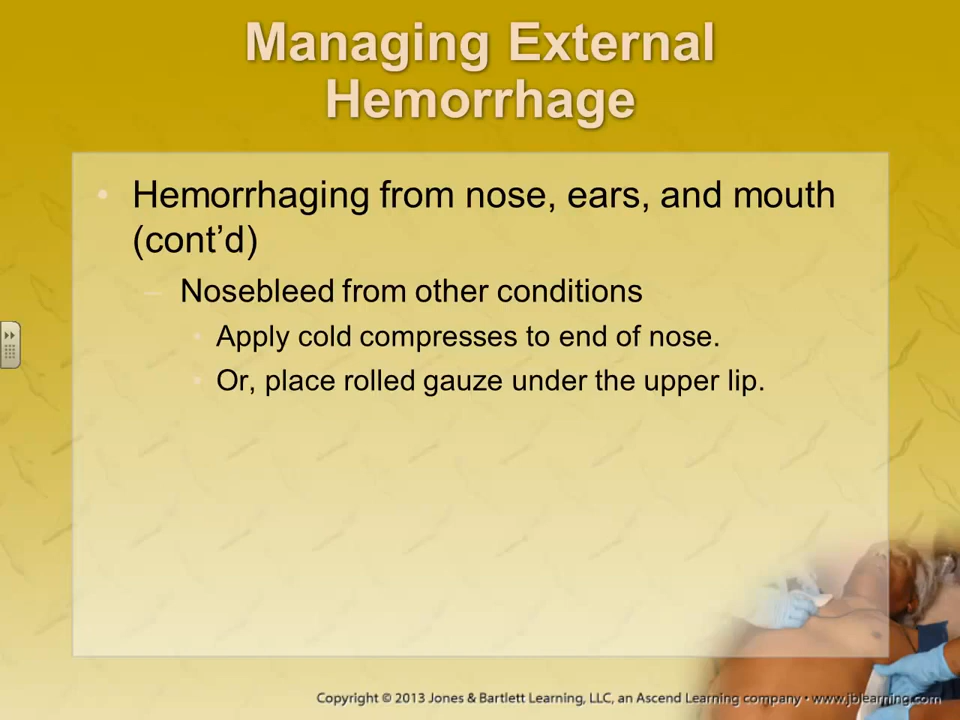 Managing External
Hemorrhage
• Hemorrhaging from nose, ears, and mouth
(cont’d)
– Nosebleed from other conditions
• Apply cold compresses to end of nose.
• Or, place rolled gauze under the upper lip.
Copyright © 2013 Jones & Bartlett Learning, LLC, an Ascend Learning company • www.jblearning.com